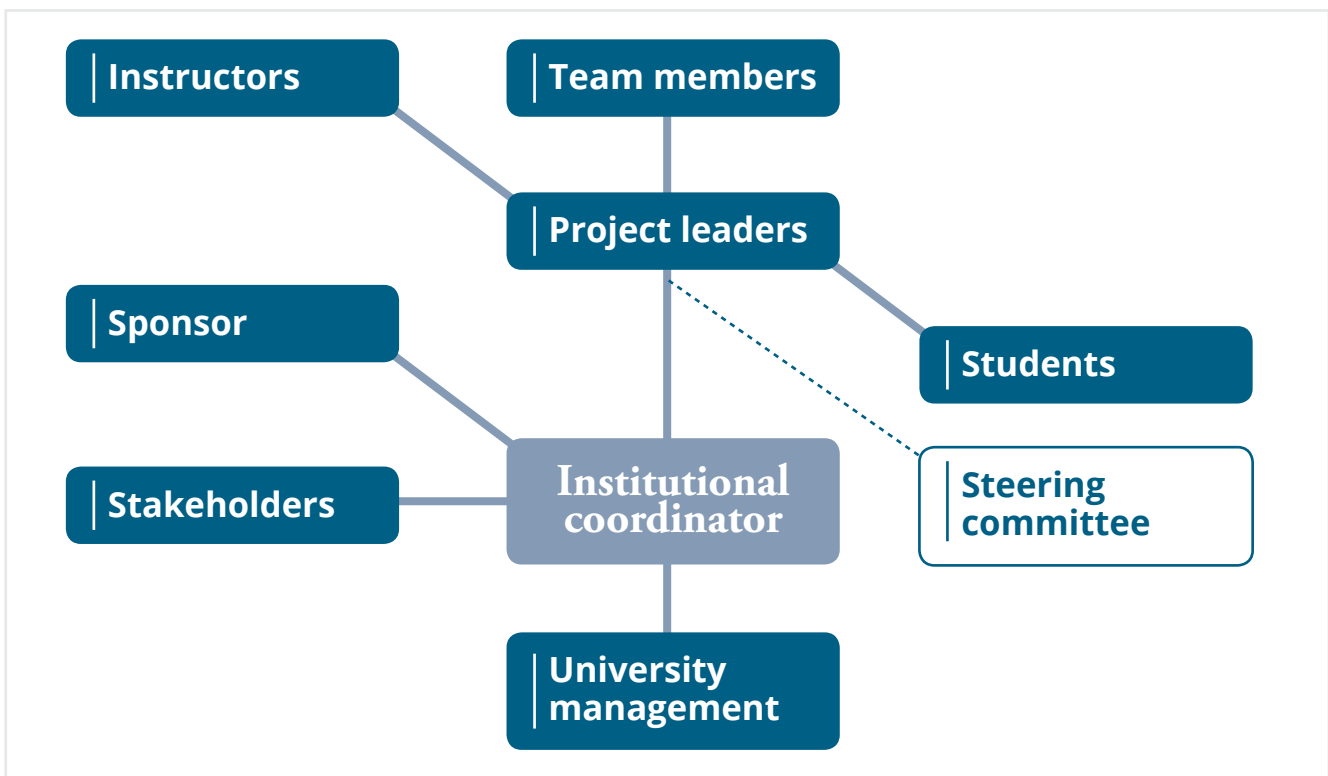 Instructors
Team members
Project leaders
Sponsor
Students
Institutional
coordinator
Stakeholders
Steering
committee
University
management